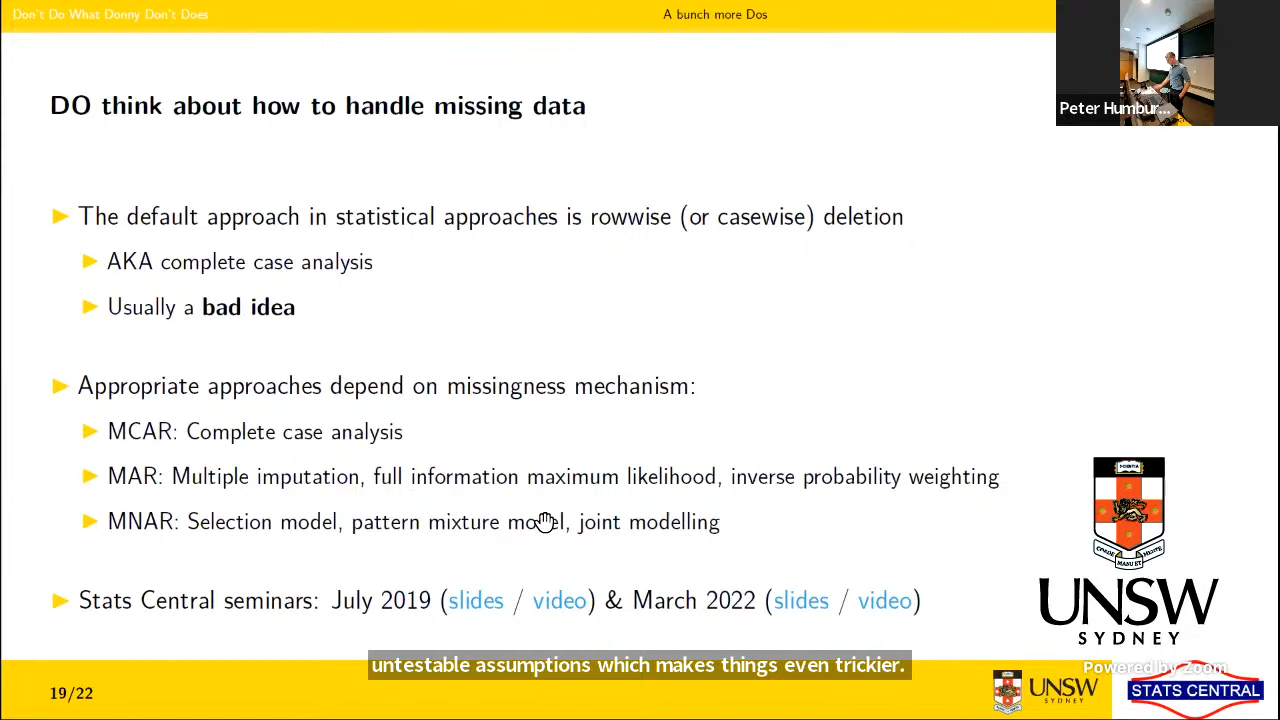 Don't Do What Donny Don't Does
A bunch more Dos
Peter Humbur...
DO think about how to handle missing data
The default approach in statistical approaches is rowwise (or casewise) deletion
AKA complete case analysis
Usually a bad idea
Appropriate approaches depend on missingness mechanism:
MCAR: Complete case analysis
MAR: Multiple imputation, full information maximum likelihood, inverse probability weighting
MNAR: Selection model, pattern mixture model, joint modelling
Stats Central seminars: July 2019 (slides / video) & March 2022 (slides / video)
SCIENTIA
MANU ET
UNSW
SYDNEY
untestable assumptions which makes things even trickier.
Powered by Zoom
19/22
UNSW
SYDNEY
STATS CENTRAL